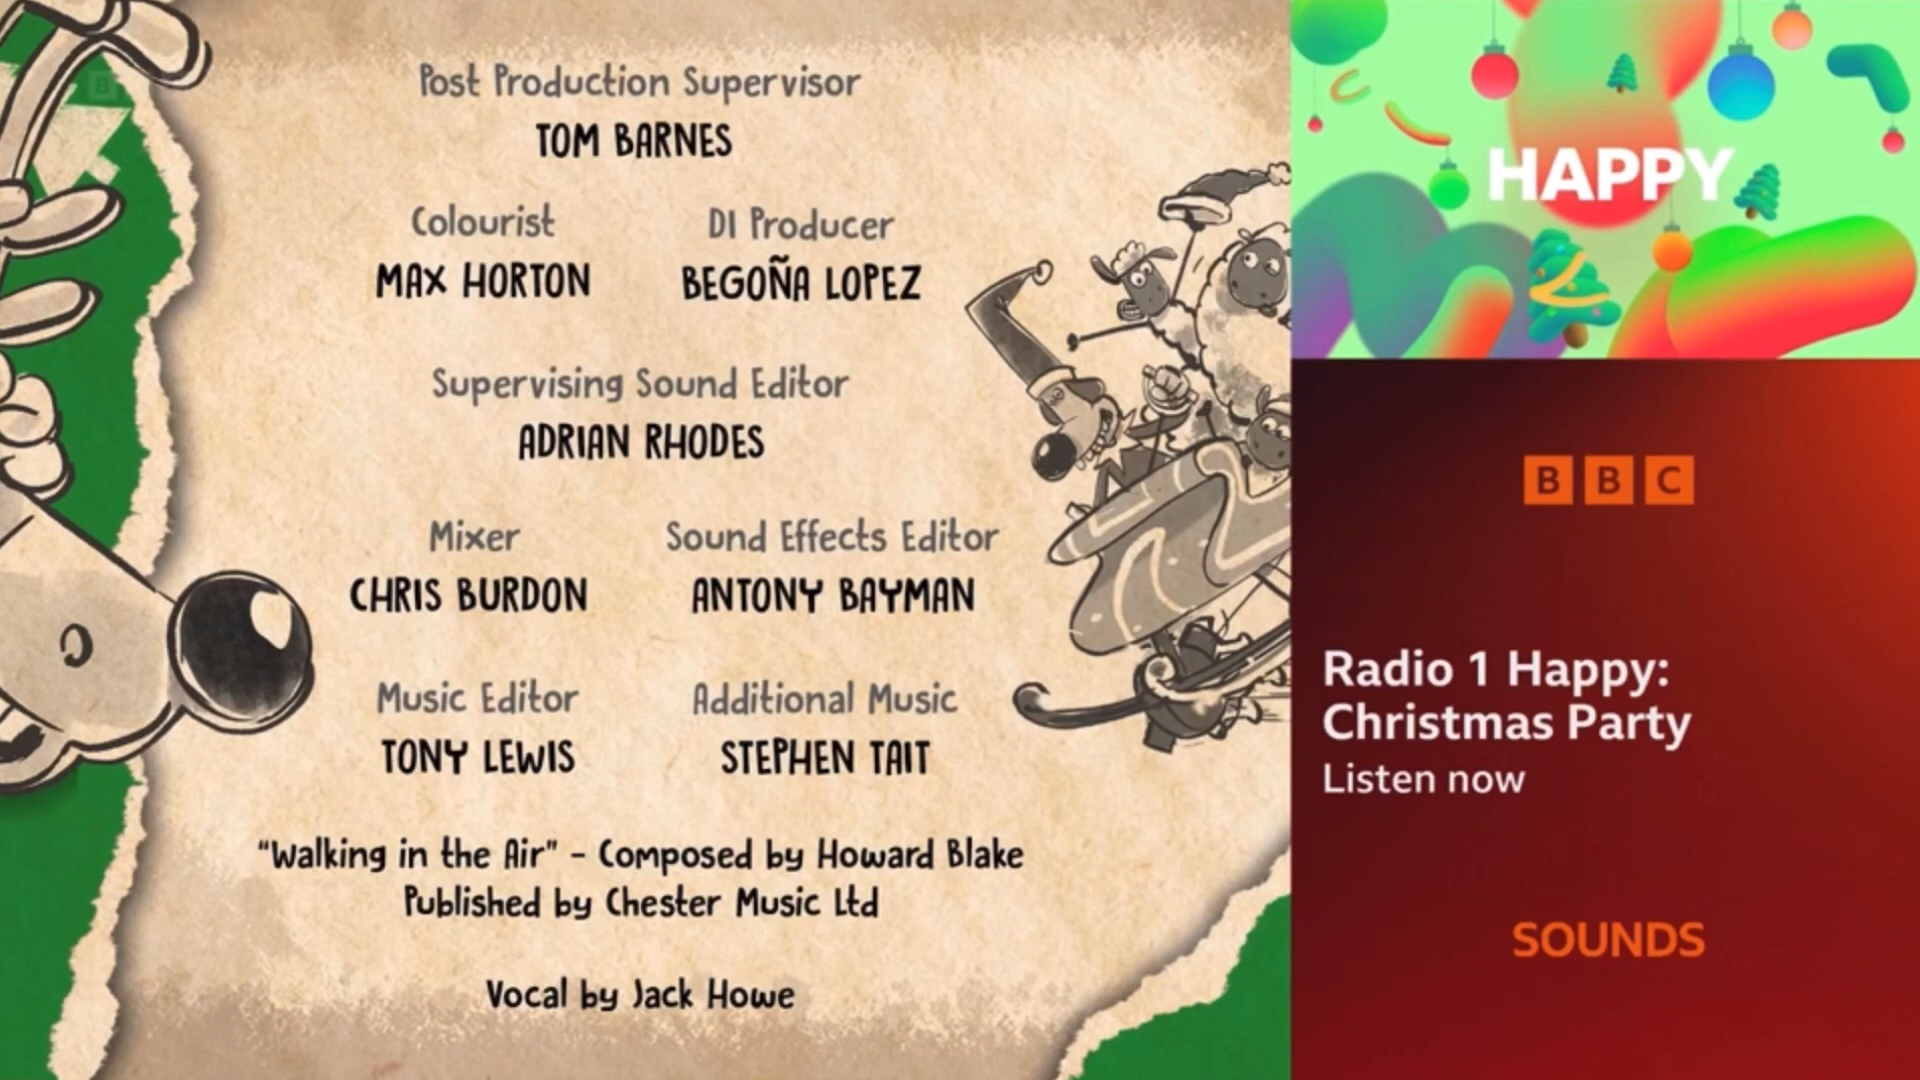 Post Production Supervisor
TOM BARNES
Colourist
MAX HORTON
DI Producer
BEGOÑA LOPEZ
Supervising Sound Editor
ADRIAN RHODES
Mixer
CHRIS BURDON
Sound Effects Editor
ANTONY BAYMAN
Music Editor
TONY LEWIS
Additional Music
STEPHEN TAIT
“Walking in the Air” - Composed by Howard Blake
Published by Chester Music Ltd
Vocal by Jack Howe
HAPPY
BBC
Radio 1 Happy:
Christmas Party
Listen now
SOUNDS